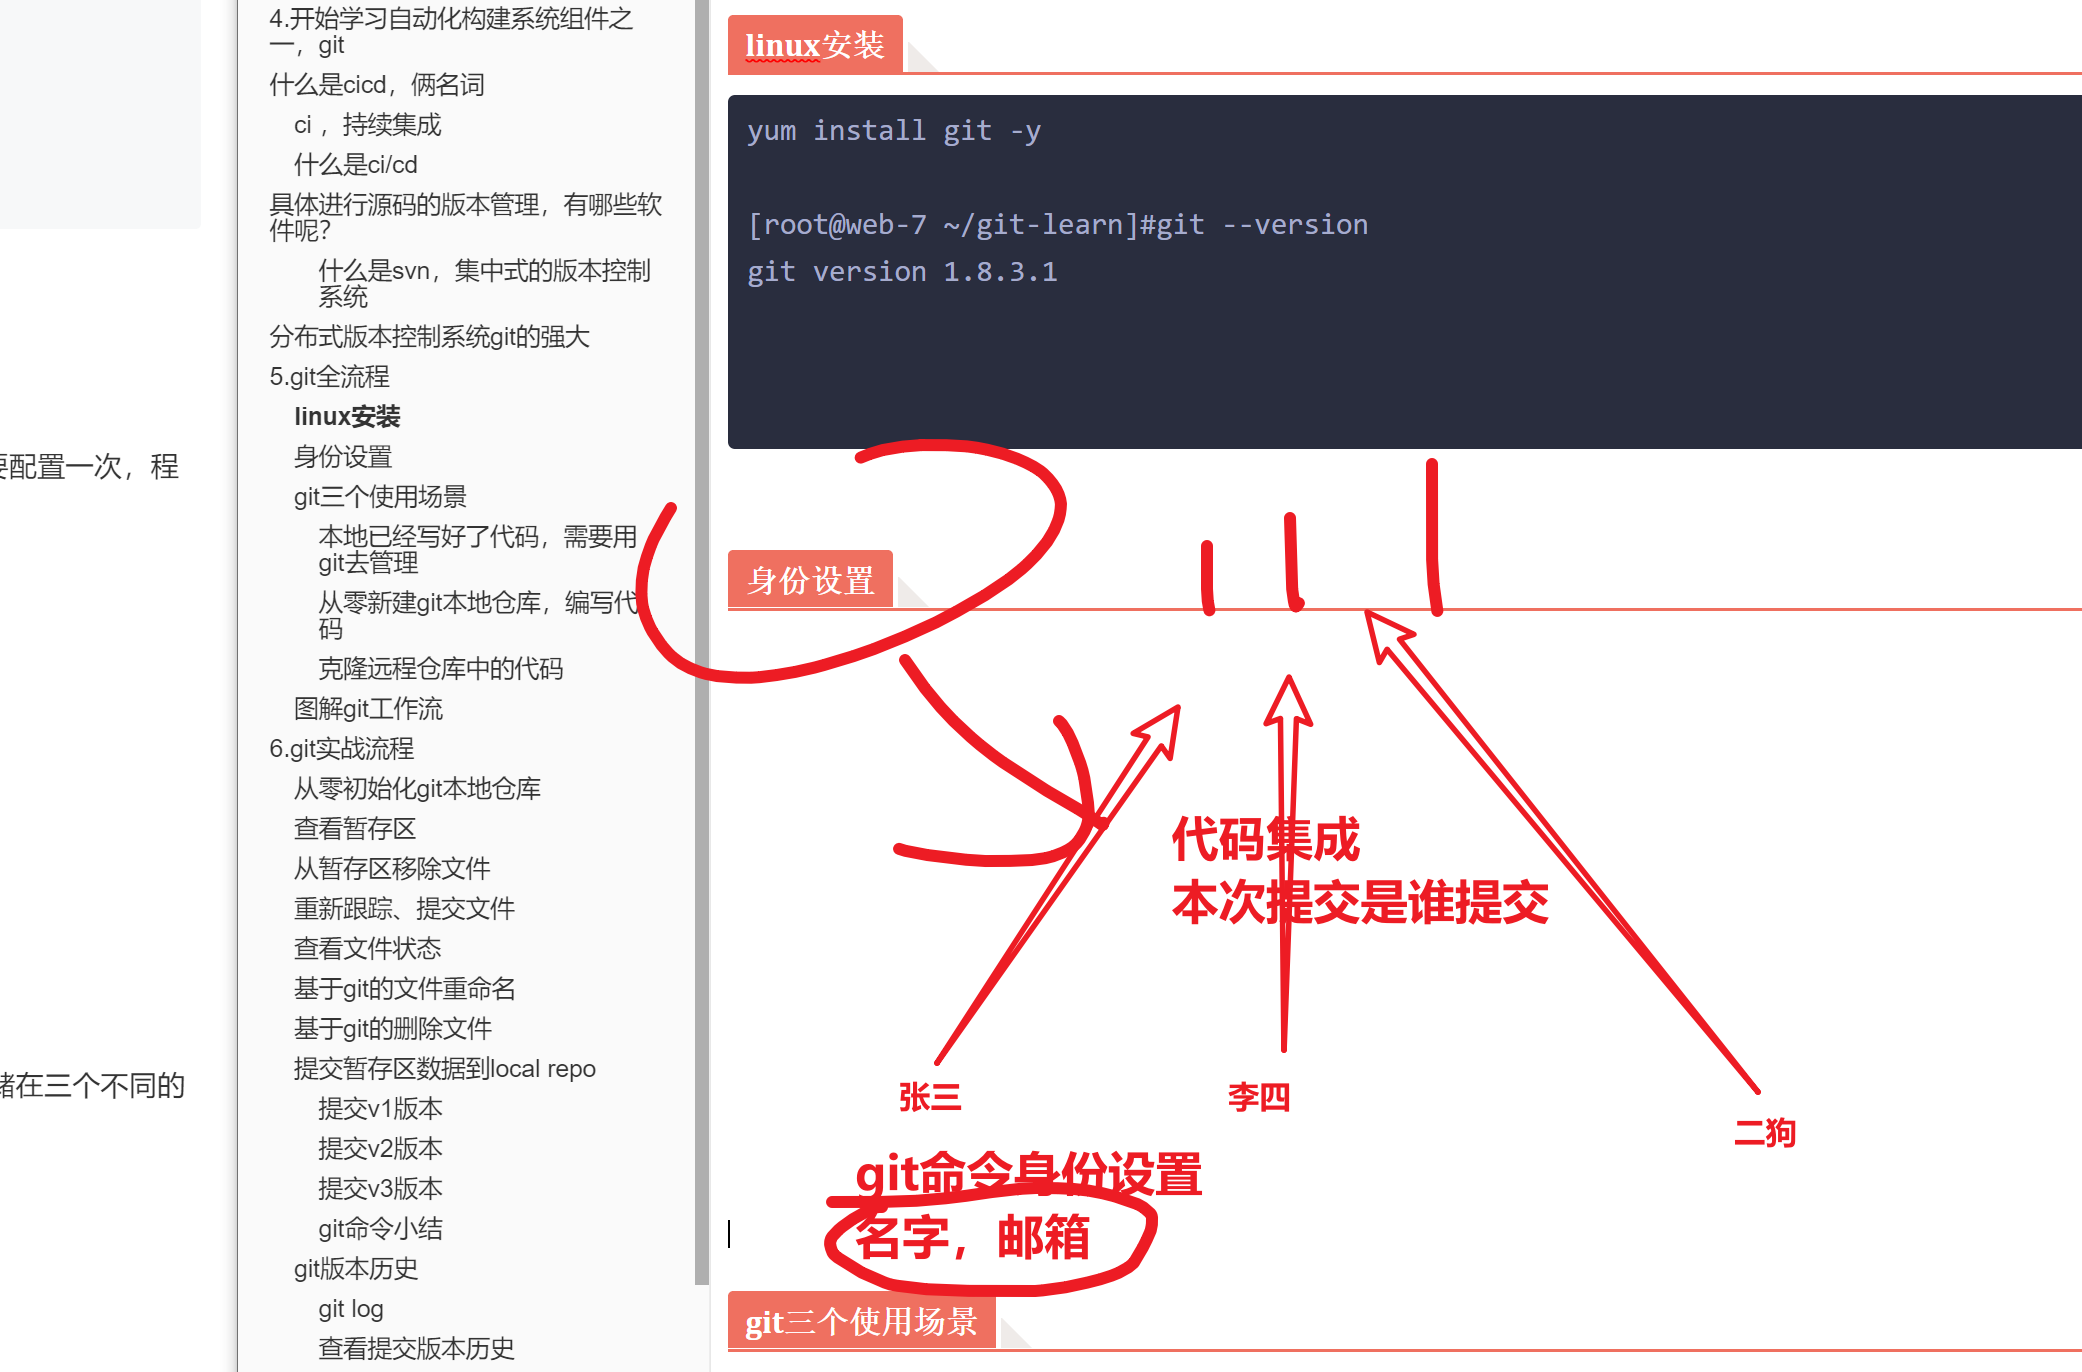 要配置一次，程
储在三个不同的
4.开始学习自动化构建系统组件之
一，git
什么是cicd，俩名词
ci ，持续集成
什么是ci/cd
具体进行源码的版本管理，有哪些软
件呢？
什么是svn，集中式的版本控制
系统
分布式版本控制系统git的强大
5.git全流程
linux安装
身份设置
git三个使用场景
本地已经写好了代码，需要用
git去管理
从零新建git本地仓库，编写代
码
克隆远程仓库中的代码
图解git工作流
6.git实战流程
从零初始化git本地仓库
查看暂存区
从暂存区移除文件
重新跟踪、提交文件
查看文件状态
基于git的文件重命名
基于git的删除文件
提交暂存区数据到local repo
提交v1版本
提交v2版本
提交v3版本
git命令小结
git版本历史
git log
查看提交版本历史
linux安装
yum install git -y
[root@web-7 ~/git-learn]#git --version
git version 1.8.3.1
身份设置
代码集成
本次提交是谁提交
张三
李四
二狗
git命令身份设置
名字，邮箱
git三个使用场景